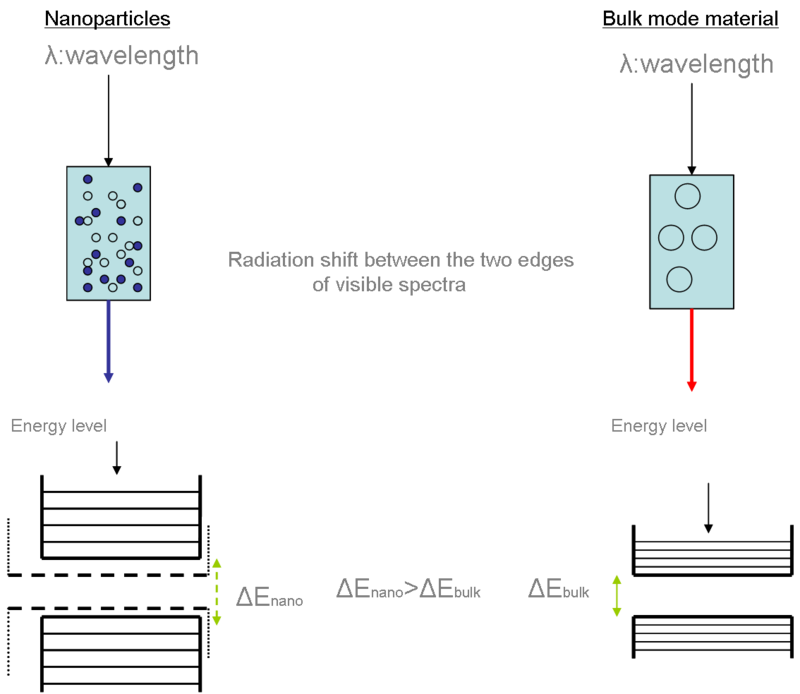 Nanoparticles
Bulk mode material
λ:wavelength
λ:wavelength
Radiation shift between the two edges
of visible spectra
Energy level
Energy level
ΔEnano
ΔEnano>ΔEbulk
ΔEbulk